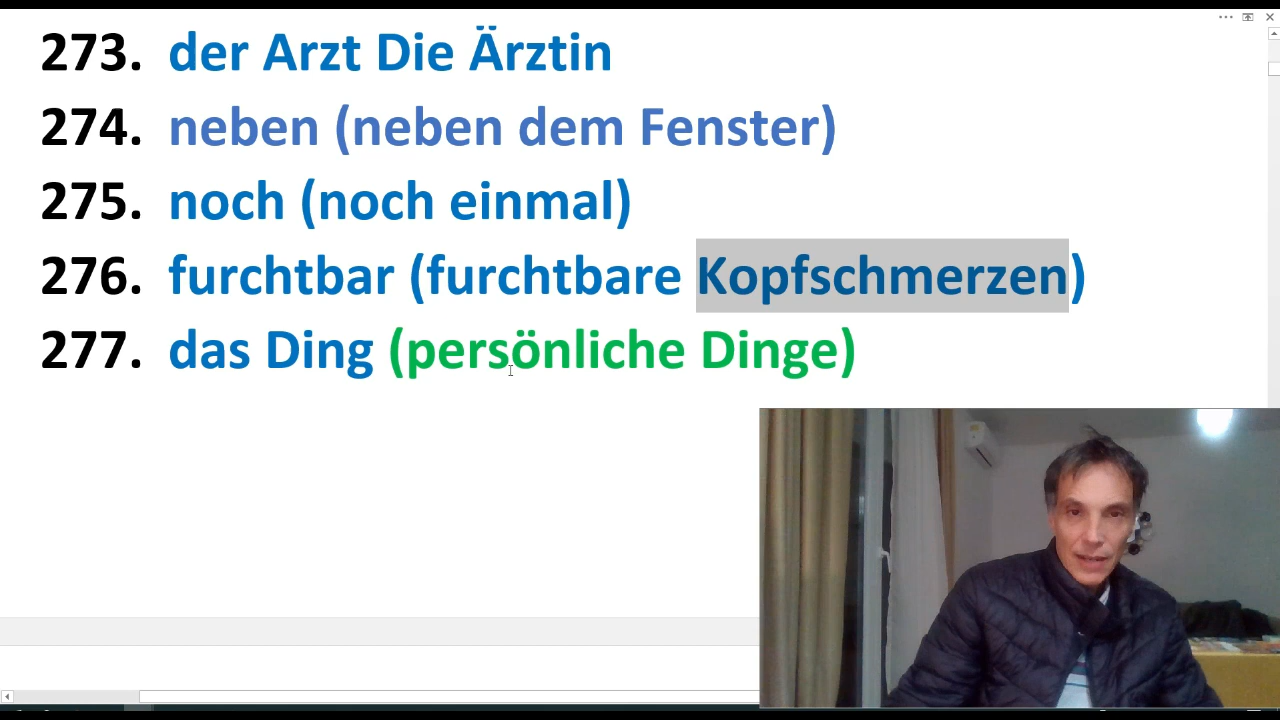 273. der Arzt Die Ärztin
274. neben (neben dem Fenster)
275. noch (noch einmal)
276. furchtbar (furchtbare Kopfschmerzen)
277. das Ding (persönliche Dinge)